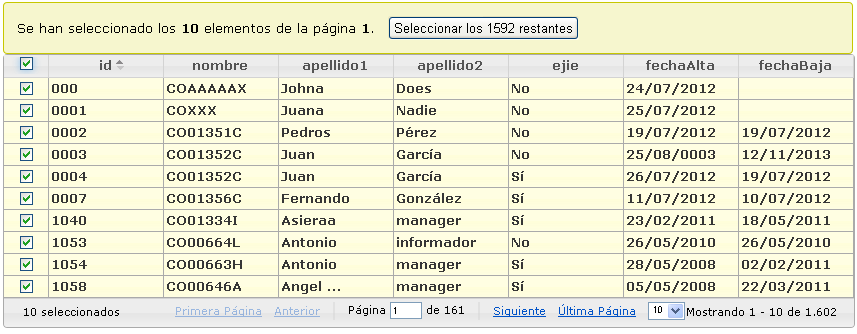 Se han seleccionado los 10 elementos de la página 1. Seleccionar los 1592 restantes
id nombre apellido1 apellido2 ejie fechaAlta fechaBaja
000 COAAAAAX Johna Does No 24/07/2012
0001 COXXX Juana Nadie No 25/07/2012
0002 CO01351C Pedros Pérez No 19/07/2012 19/07/2012
0003 CO01352C Juan García No 25/08/0003 12/11/2013
0004 CO01352C Juan García Sí 26/07/2012 19/07/2012
0007 CO01356C Fernando González Sí 11/07/2012 10/07/2012
1040 CO01334I Asieraa manager Sí 23/02/2011 18/05/2011
1053 CO00664L Antonio informador No 26/05/2010 26/05/2010
1054 CO00663H Antonio manager Sí 28/05/2008 02/02/2011
1058 CO00646A Angel ... manager Sí 05/05/2008 22/03/2011
10 seleccionados Primera Página Anterior Página 1 de 161 Siguiente Última Página 10 Mostrando 1 - 10 de 1.602